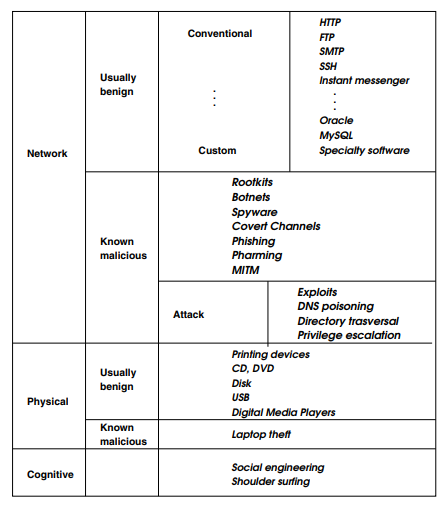 Network
Usually
benign
Conventional
.
.
.
Custom
HTTP
FTP
SMTP
SSH
Instant messenger
.
.
.
Oracle
MySQL
Specialty software
Known
malicious
Rootkits
Botnets
Spyware
Covert Channels
Phishing
Pharming
MITM
Attack
Exploits
DNS poisoning
Directory trasversal
Privilege escalation
Physical
Usually
benign
Printing devices
CD, DVD
Disk
USB
Digital Media Players
Known
malicious
Laptop theft
Cognitive
Social engineering
Shoulder surfing